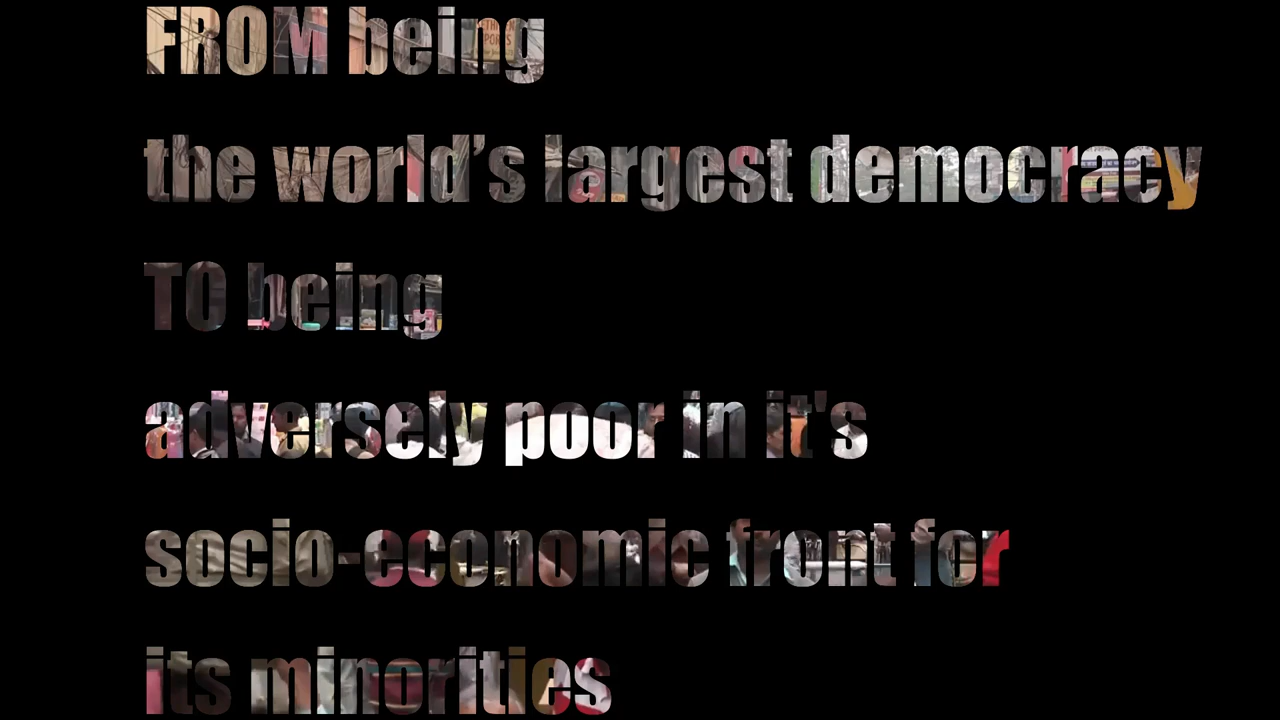 FROM being
the world’s largest democracy
TO being
adversely poor in it's
socio-economic front for
its minorities